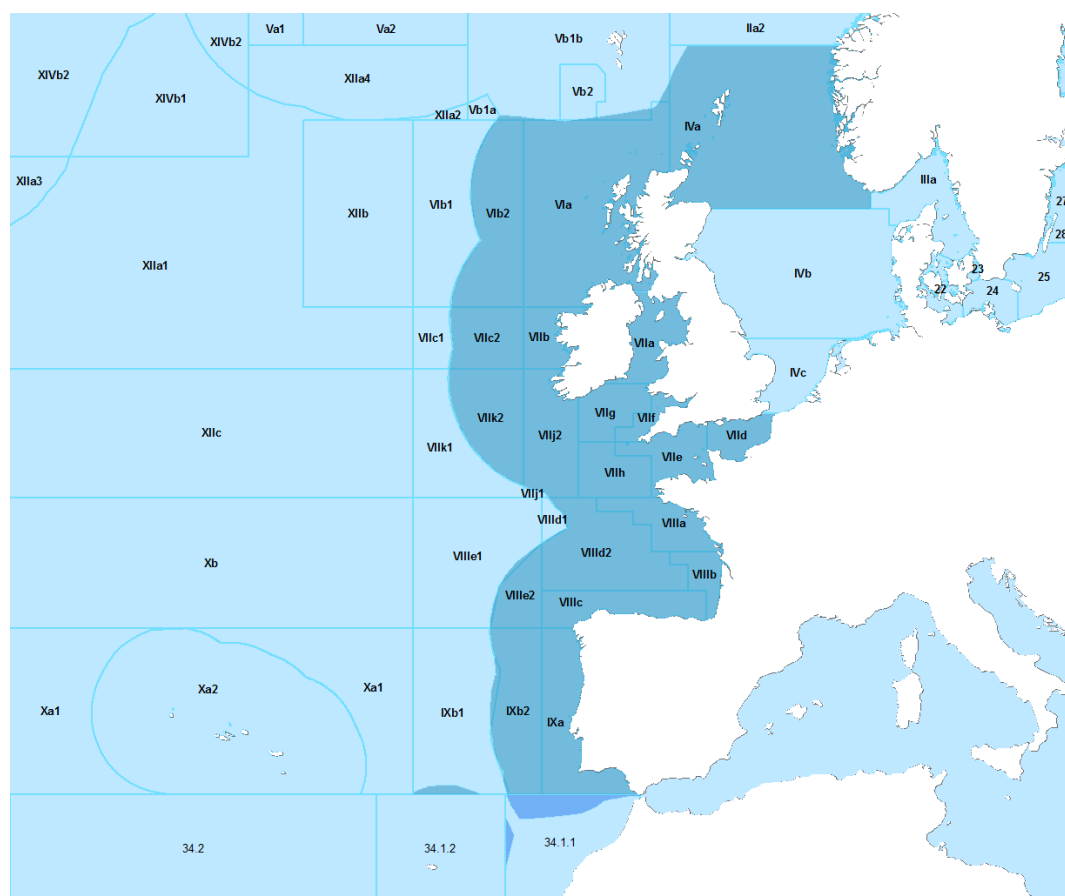 Va1
Va2
Vb1b
IIa2
XIVb2
XIVb2
XIIa4
Vb2
XIVb1
XIIa2
Vb1a
IVa
XIIa3
IIIa
XIIb
VIb1
VIb2
VIa
27
28
XIIa1
IVb
23
22
24
25
VIIc1
VIIc2
VIIb
VIIa
IVc
XIIc
VIIk1
VIIk2
VIIj2
VIIg
VIIf
VIId
VIIe
VIIh
VIIj1
VIIId1
VIIIa
Xb
VIIIe1
VIIId2
VIIIb
VIIIe2
VIIIc
Xa1
Xa2
Xa1
IXb1
IXb2
IXa
34.2
34.1.2
34.1.1